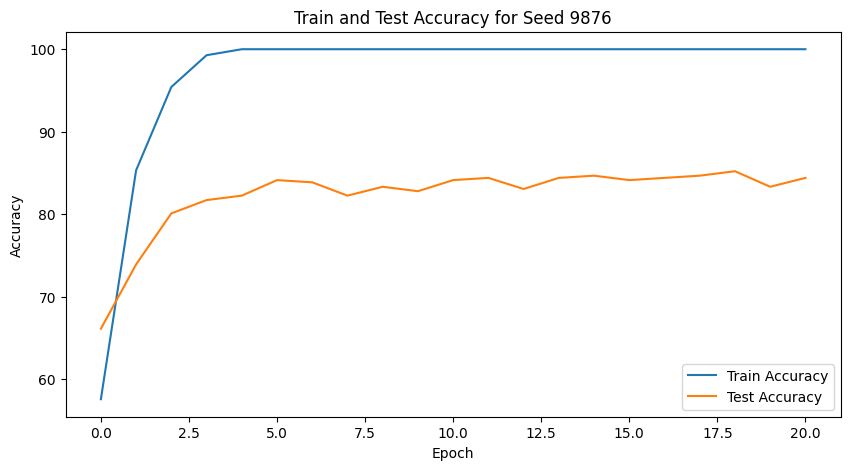 Train and Test Accuracy for Seed 9876
100
90
80
70
60
Accuracy
0.0 2.5 5.0 7.5 10.0 12.5 15.0 17.5 20.0
Epoch
Train Accuracy
Test Accuracy